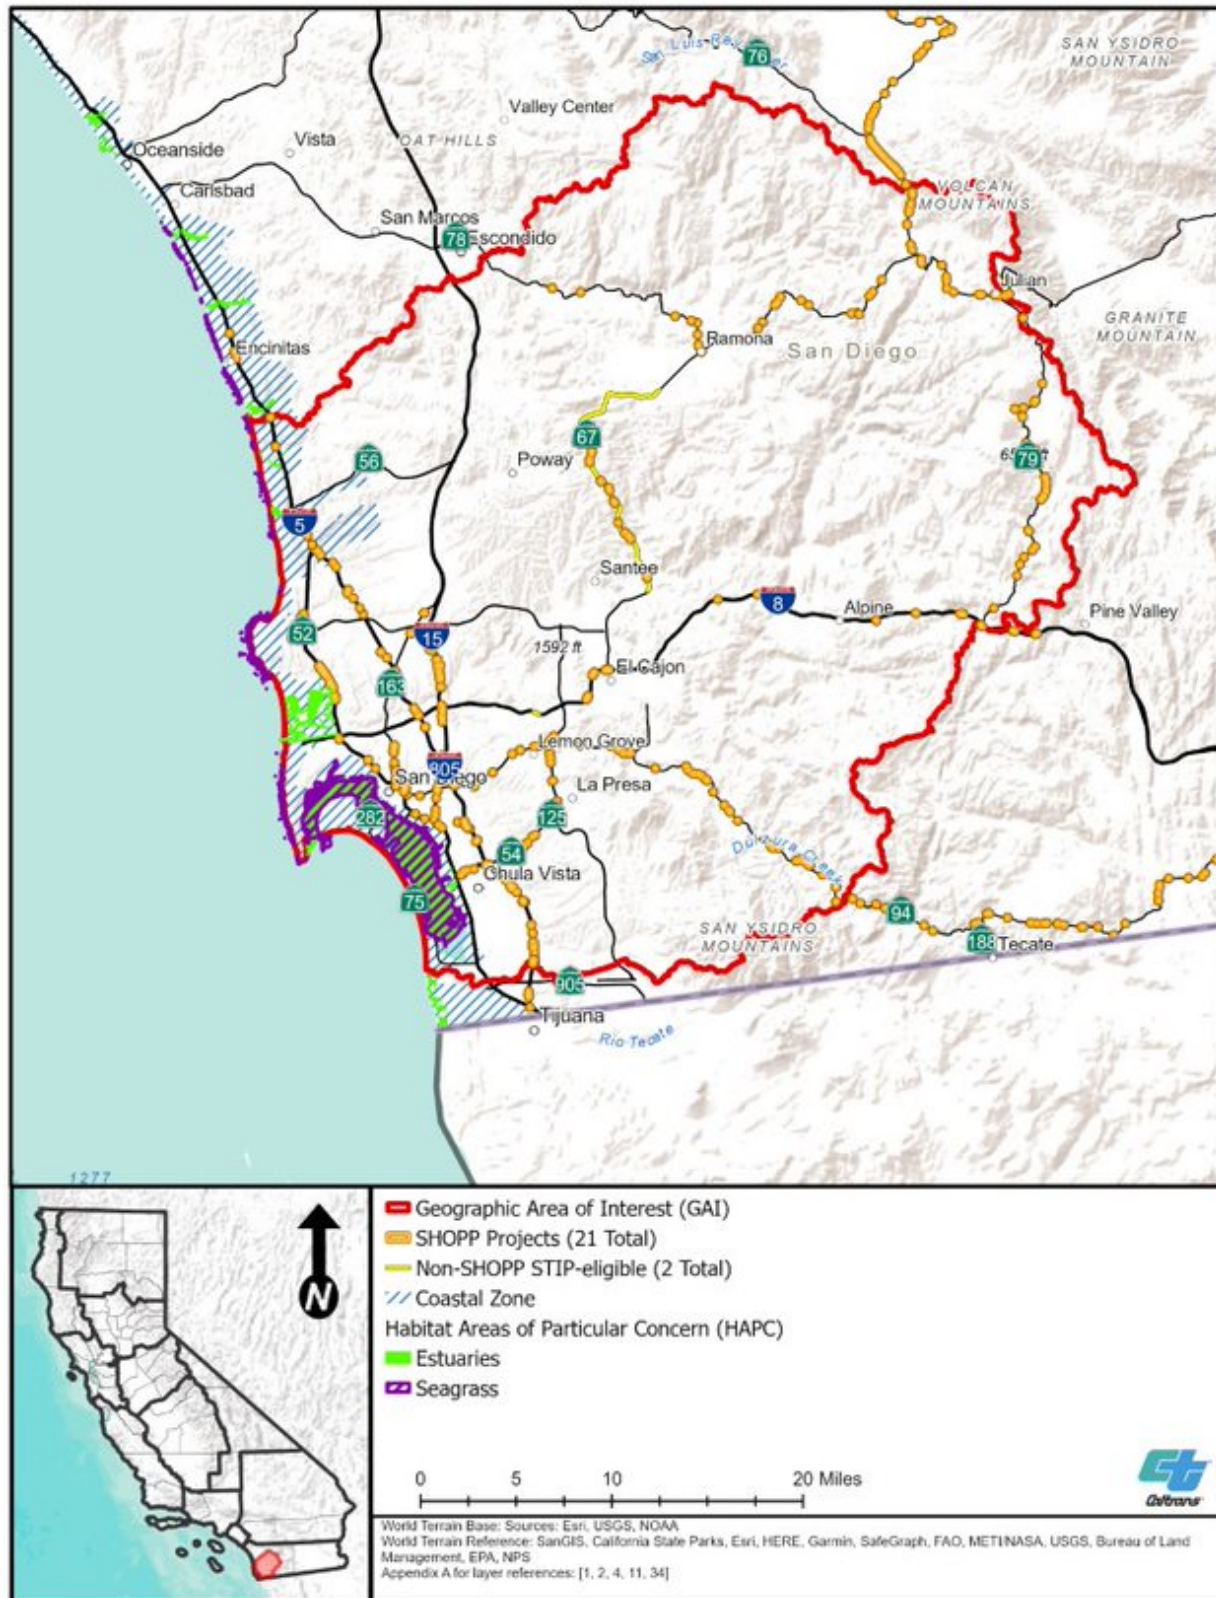 SAN YSIDRO
MOUNTAIN
San Luis Rey River
76
Valley Center
Vista
OAT HILLS
Oceanside
Carlsbad
VOLCAN
MOUNTAINS
San Marcos
78
Escondido
Julian
GRANITE
MOUNTAIN
Encinitas
Ramona
San Diego
67
56
Poway
79
5
Santee
8
Alpine
Pine Valley
52
15
1592 ft
163
El Cajon
Lemon Grove
805
San Diego
La Presa
282
125
54
Dulzura Creek
Chula Vista
75
94
SAN YSIDRO
MOUNTAINS
188
Tecate
905
Tijuana
Rio Tecate
1277
N
Geographic Area of Interest (GAI)
SHOPP Projects (21 Total)
Non-SHOPP STIP-eligible (2 Total)
Coastal Zone
Habitat Areas of Particular Concern (HAPC)
Estuaries
Seagrass
0 5 10 20 Miles
Caltrans
World Terrain Base: Sources: Esri, USGS, NOAA
World Terrain Reference: SanGIS, California State Parks, Esri, HERE, Garmin, SafeGraph, FAO, METI/NASA, USGS, Bureau of Land
Management, EPA, NPS
Appendix A for layer references: [1, 2, 4, 11, 34]